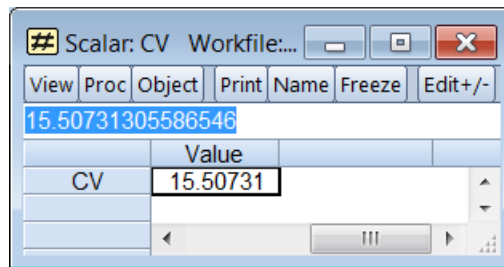 Scalar: CV Workfile:...
View Proc Object Print Name Freeze Edit+/-
15.50731305586546
Value
CV 15.50731